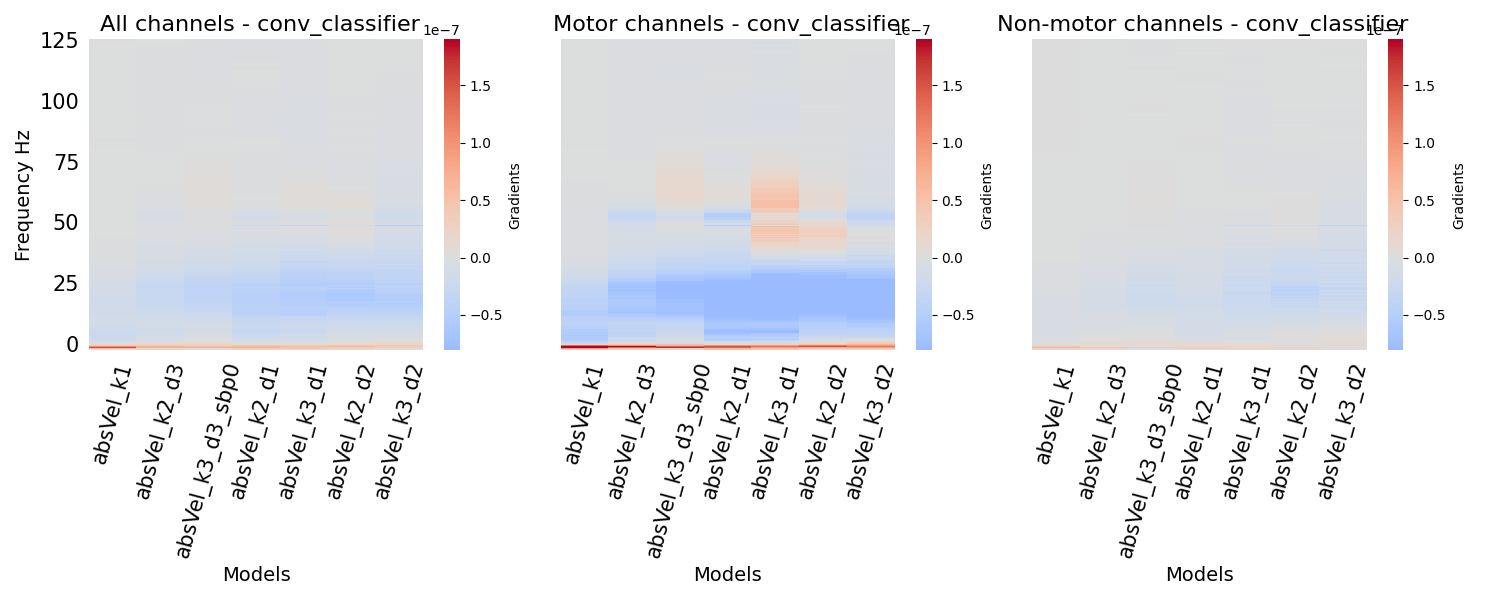 All channels - conv_classifier
1e−7
Motor channels - conv_classifier
1e−7
Non-motor channels - conv_classifier
1e−7
Frequency Hz
125
100
75
50
25
0
1.5
1.0
0.5
0.0
−0.5
Gradients
1.5
1.0
0.5
0.0
−0.5
Gradients
1.5
1.0
0.5
0.0
−0.5
Gradients
absVel_k1
absVel_k2_d3
absVel_k3_d3_sbp0
absVel_k2_d1
absVel_k3_d1
absVel_k2_d2
absVel_k3_d2
absVel_k1
absVel_k2_d3
absVel_k3_d3_sbp0
absVel_k2_d1
absVel_k3_d1
absVel_k2_d2
absVel_k3_d2
absVel_k1
absVel_k2_d3
absVel_k3_d3_sbp0
absVel_k2_d1
absVel_k3_d1
absVel_k2_d2
absVel_k3_d2
Models
Models
Models